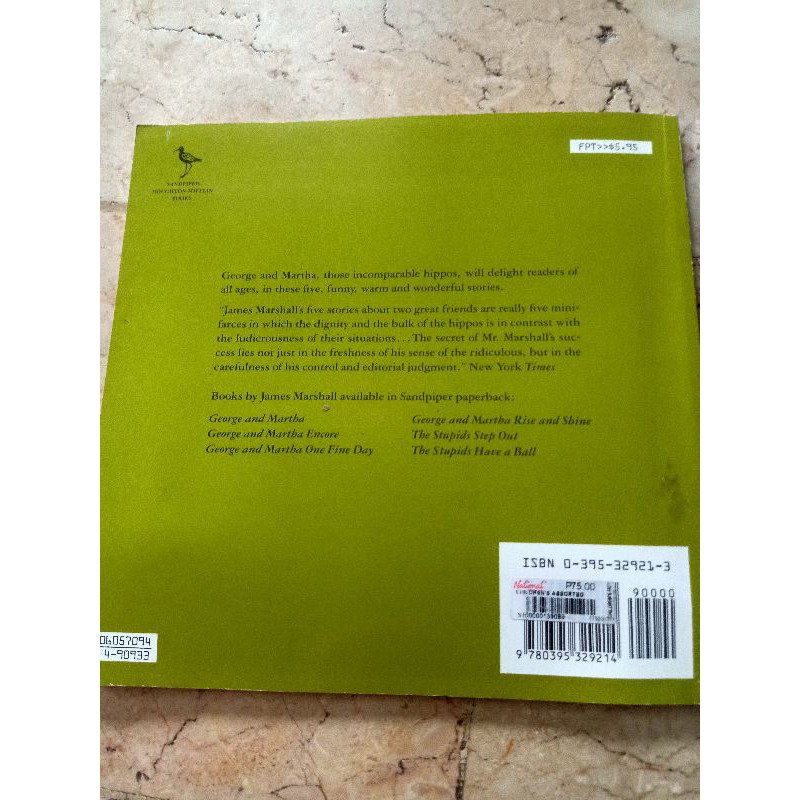 FPT>>$5.95
SANDPIPER
HOUGHTON MIFFLIN
BOOKS
George and Martha, those incomparable hippos, will delight readers of
all ages, in these five, funny, warm and wonderful stories.
"James Marshall's five stories about two great friends are really five mini-
farces in which the dignity and the bulk of the hippos is in contrast with
the ludicrousness of their situations...The secret of Mr. Marshall's suc-
cess lies not just in the freshness of his sense of the ridiculous, but in the
carefulness of his control and editorial judgment." New York Times
Books by James Marshall available in Sandpiper paperback:
George and Martha
George and Martha Encore
George and Martha One Fine Day
George and Martha Rise and Shine
The Stupids Step Out
The Stupids Have a Ball
ISBN 0-395-32921-3
National
P75.00
CHILDREN'S ASSORTED
90000
9 780395 329214
06057094
4-90933